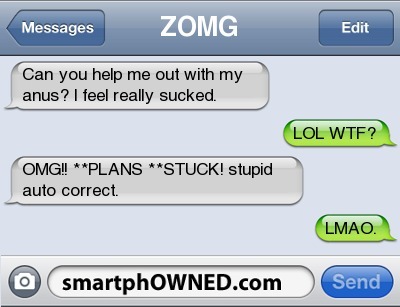 Messages
ZOMG
Edit
Can you help me out with my
anus? I feel really sucked.
LOL WTF?
OMG!! **PLANS **STUCK! stupid
auto correct.
LMAO.
smartphOWNED.com
Send